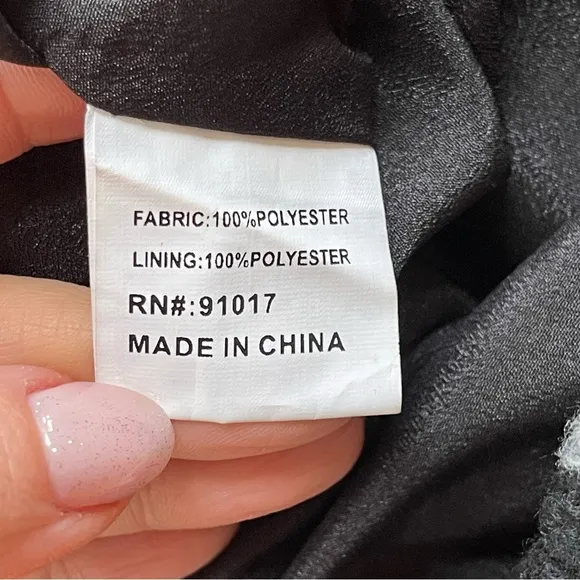 FABRIC:100%POLYESTER
LINING:100%POLYESTER
RN#:91017
MADE IN CHINA